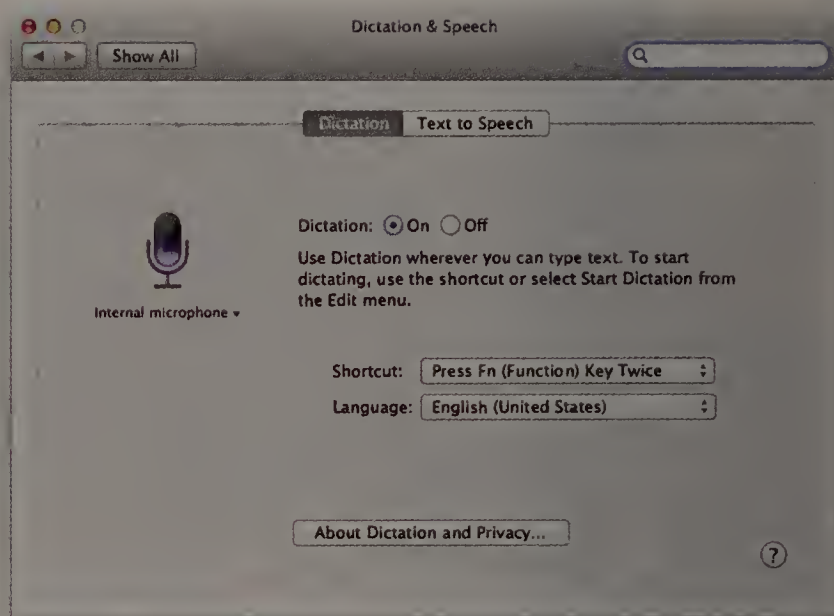 Dictation & Speech
Show All
Dictation Text to Speech
Dictation: On Off
Use Dictation wherever you can type text. To start
dictating, use the shortcut or select Start Dictation from
the Edit menu.
Internal microphone
Shortcut: Press Fn (Function) Key Twice
Language: English (United States)
About Dictation and Privacy...
?